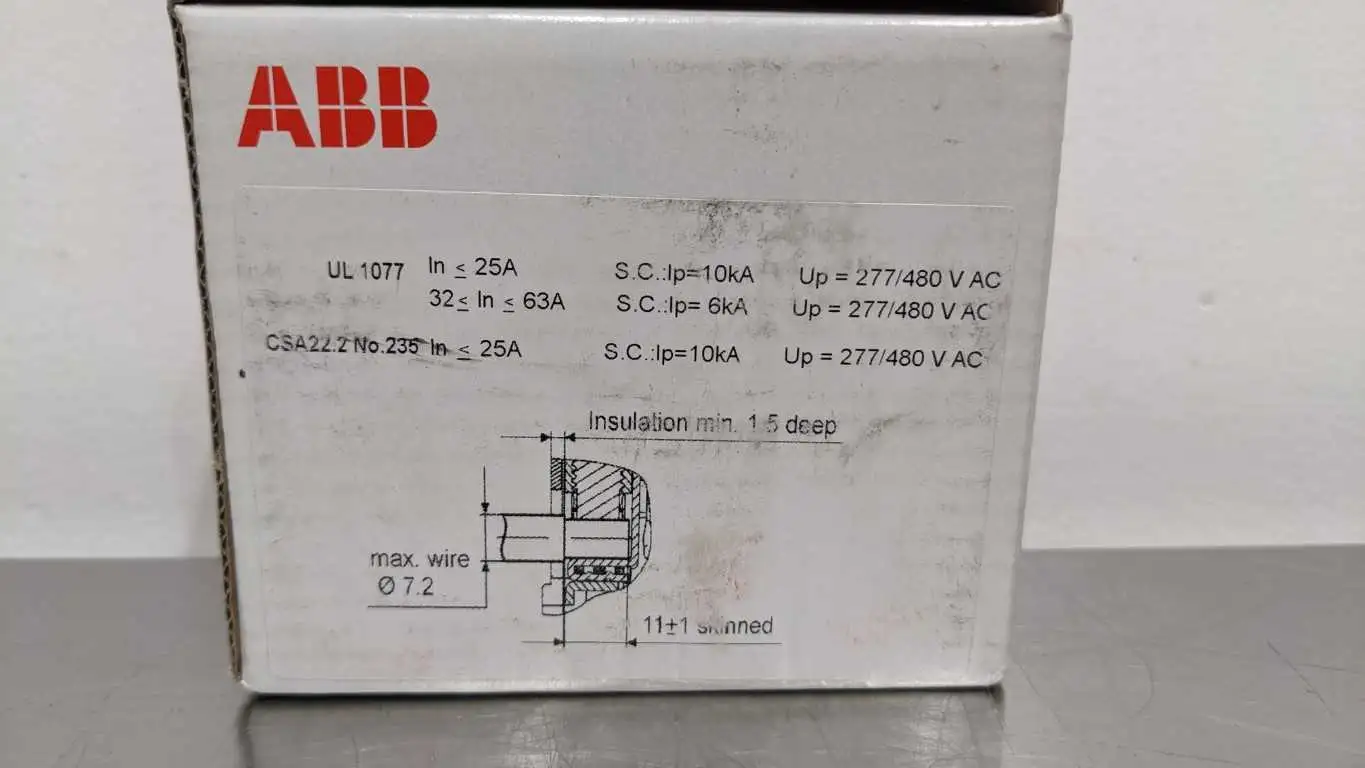 ABB
UL 1077 In ≤ 25A S.C.:Ip=10kA Up = 277/480 V AC
32≤ In ≤ 63A S.C.:Ip= 6kA Up = 277/480 V AC
CSA22.2 No.235 In ≤ 25A S.C.:Ip=10kA Up = 277/480 V AC
Insulation min. 1.5 deep
max. wire
Ø 7.2
11±1 skinned